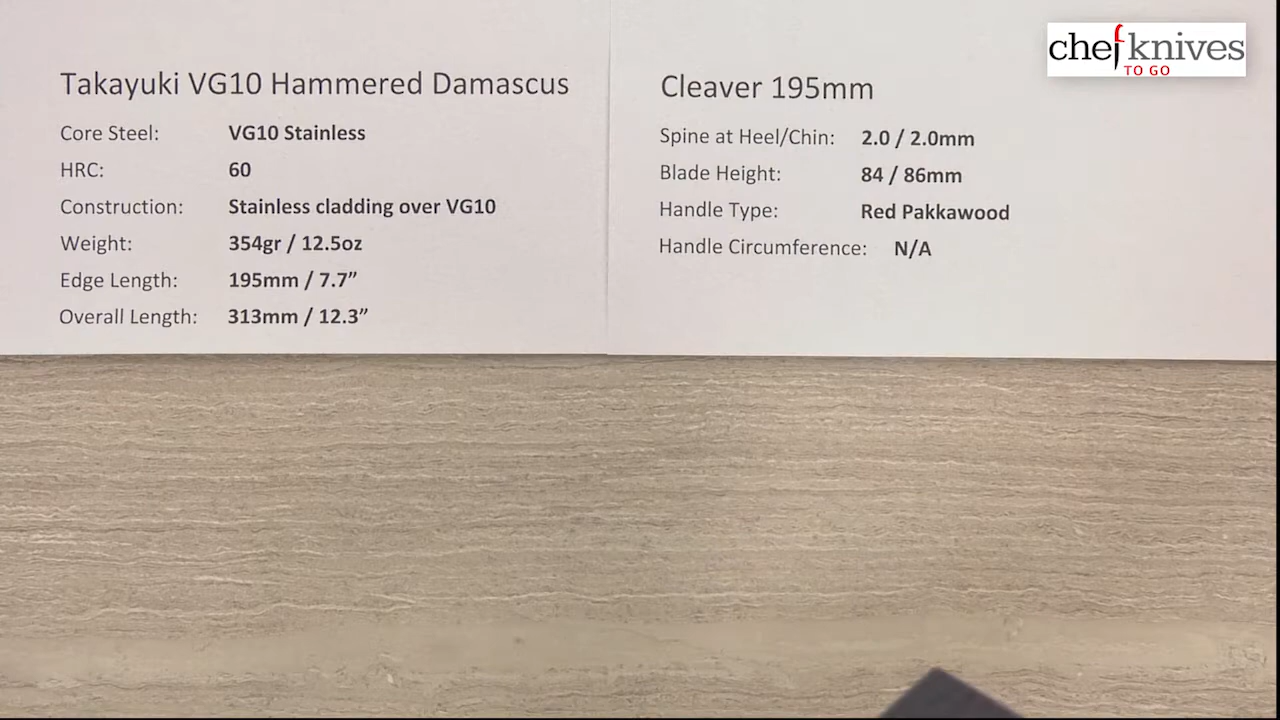 chef knives
TO GO
Takayuki VG10 Hammered Damascus
Core Steel: VG10 Stainless
HRC: 60
Construction: Stainless cladding over VG10
Weight: 354gr / 12.5oz
Edge Length: 195mm / 7.7”
Overall Length: 313mm / 12.3”
Cleaver 195mm
Spine at Heel/Chin: 2.0 / 2.0mm
Blade Height: 84 / 86mm
Handle Type: Red Pakkawood
Handle Circumference: N/A